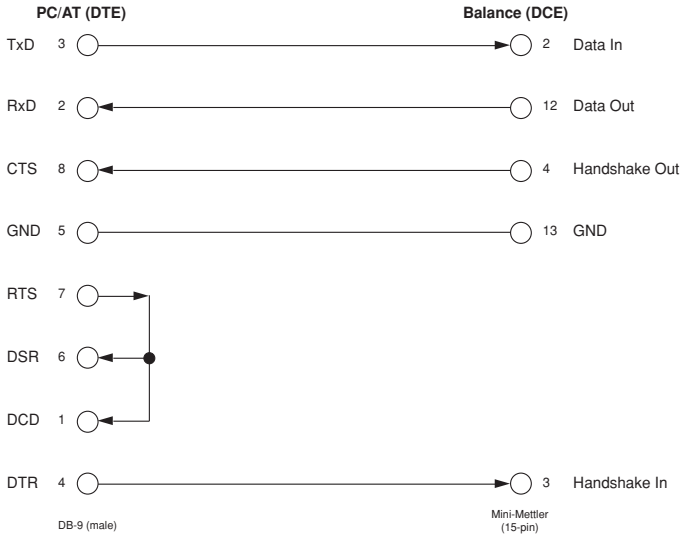 PC/AT (DTE) Balance (DCE)
TxD 3 2 Data In
RxD 2 12 Data Out
CTS 8 4 Handshake Out
GND 5 13 GND
RTS 7
DSR 6
DCD 1
DTR 4 3 Handshake In
DB-9 (male) Mini-Mettler
(15-pin)